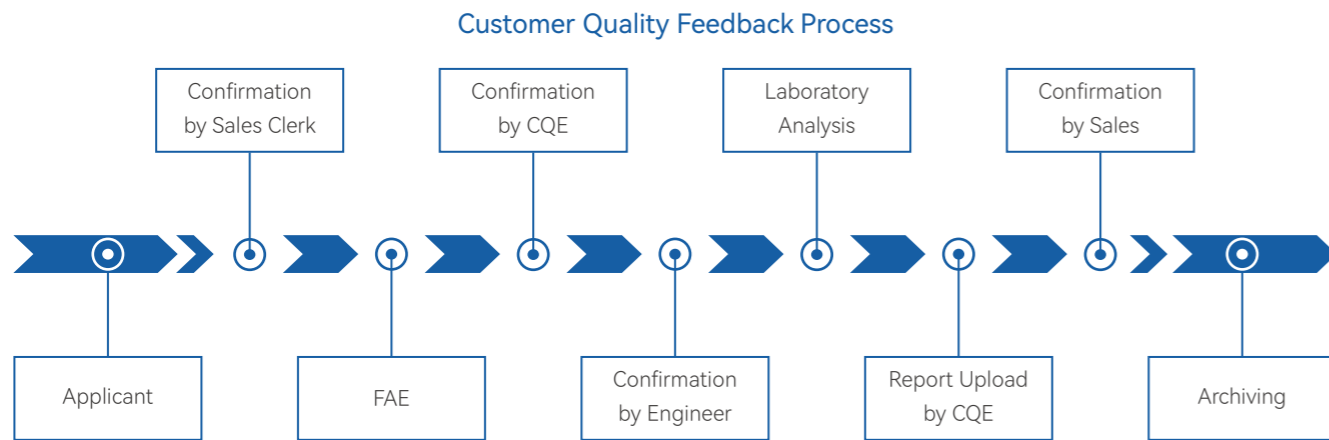 Customer Quality Feedback Process
Confirmation
by Sales Clerk
Confirmation
by CQE
Laboratory
Analysis
Confirmation
by Sales
Applicant
FAE
Confirmation
by Engineer
Report Upload
by CQE
Archiving